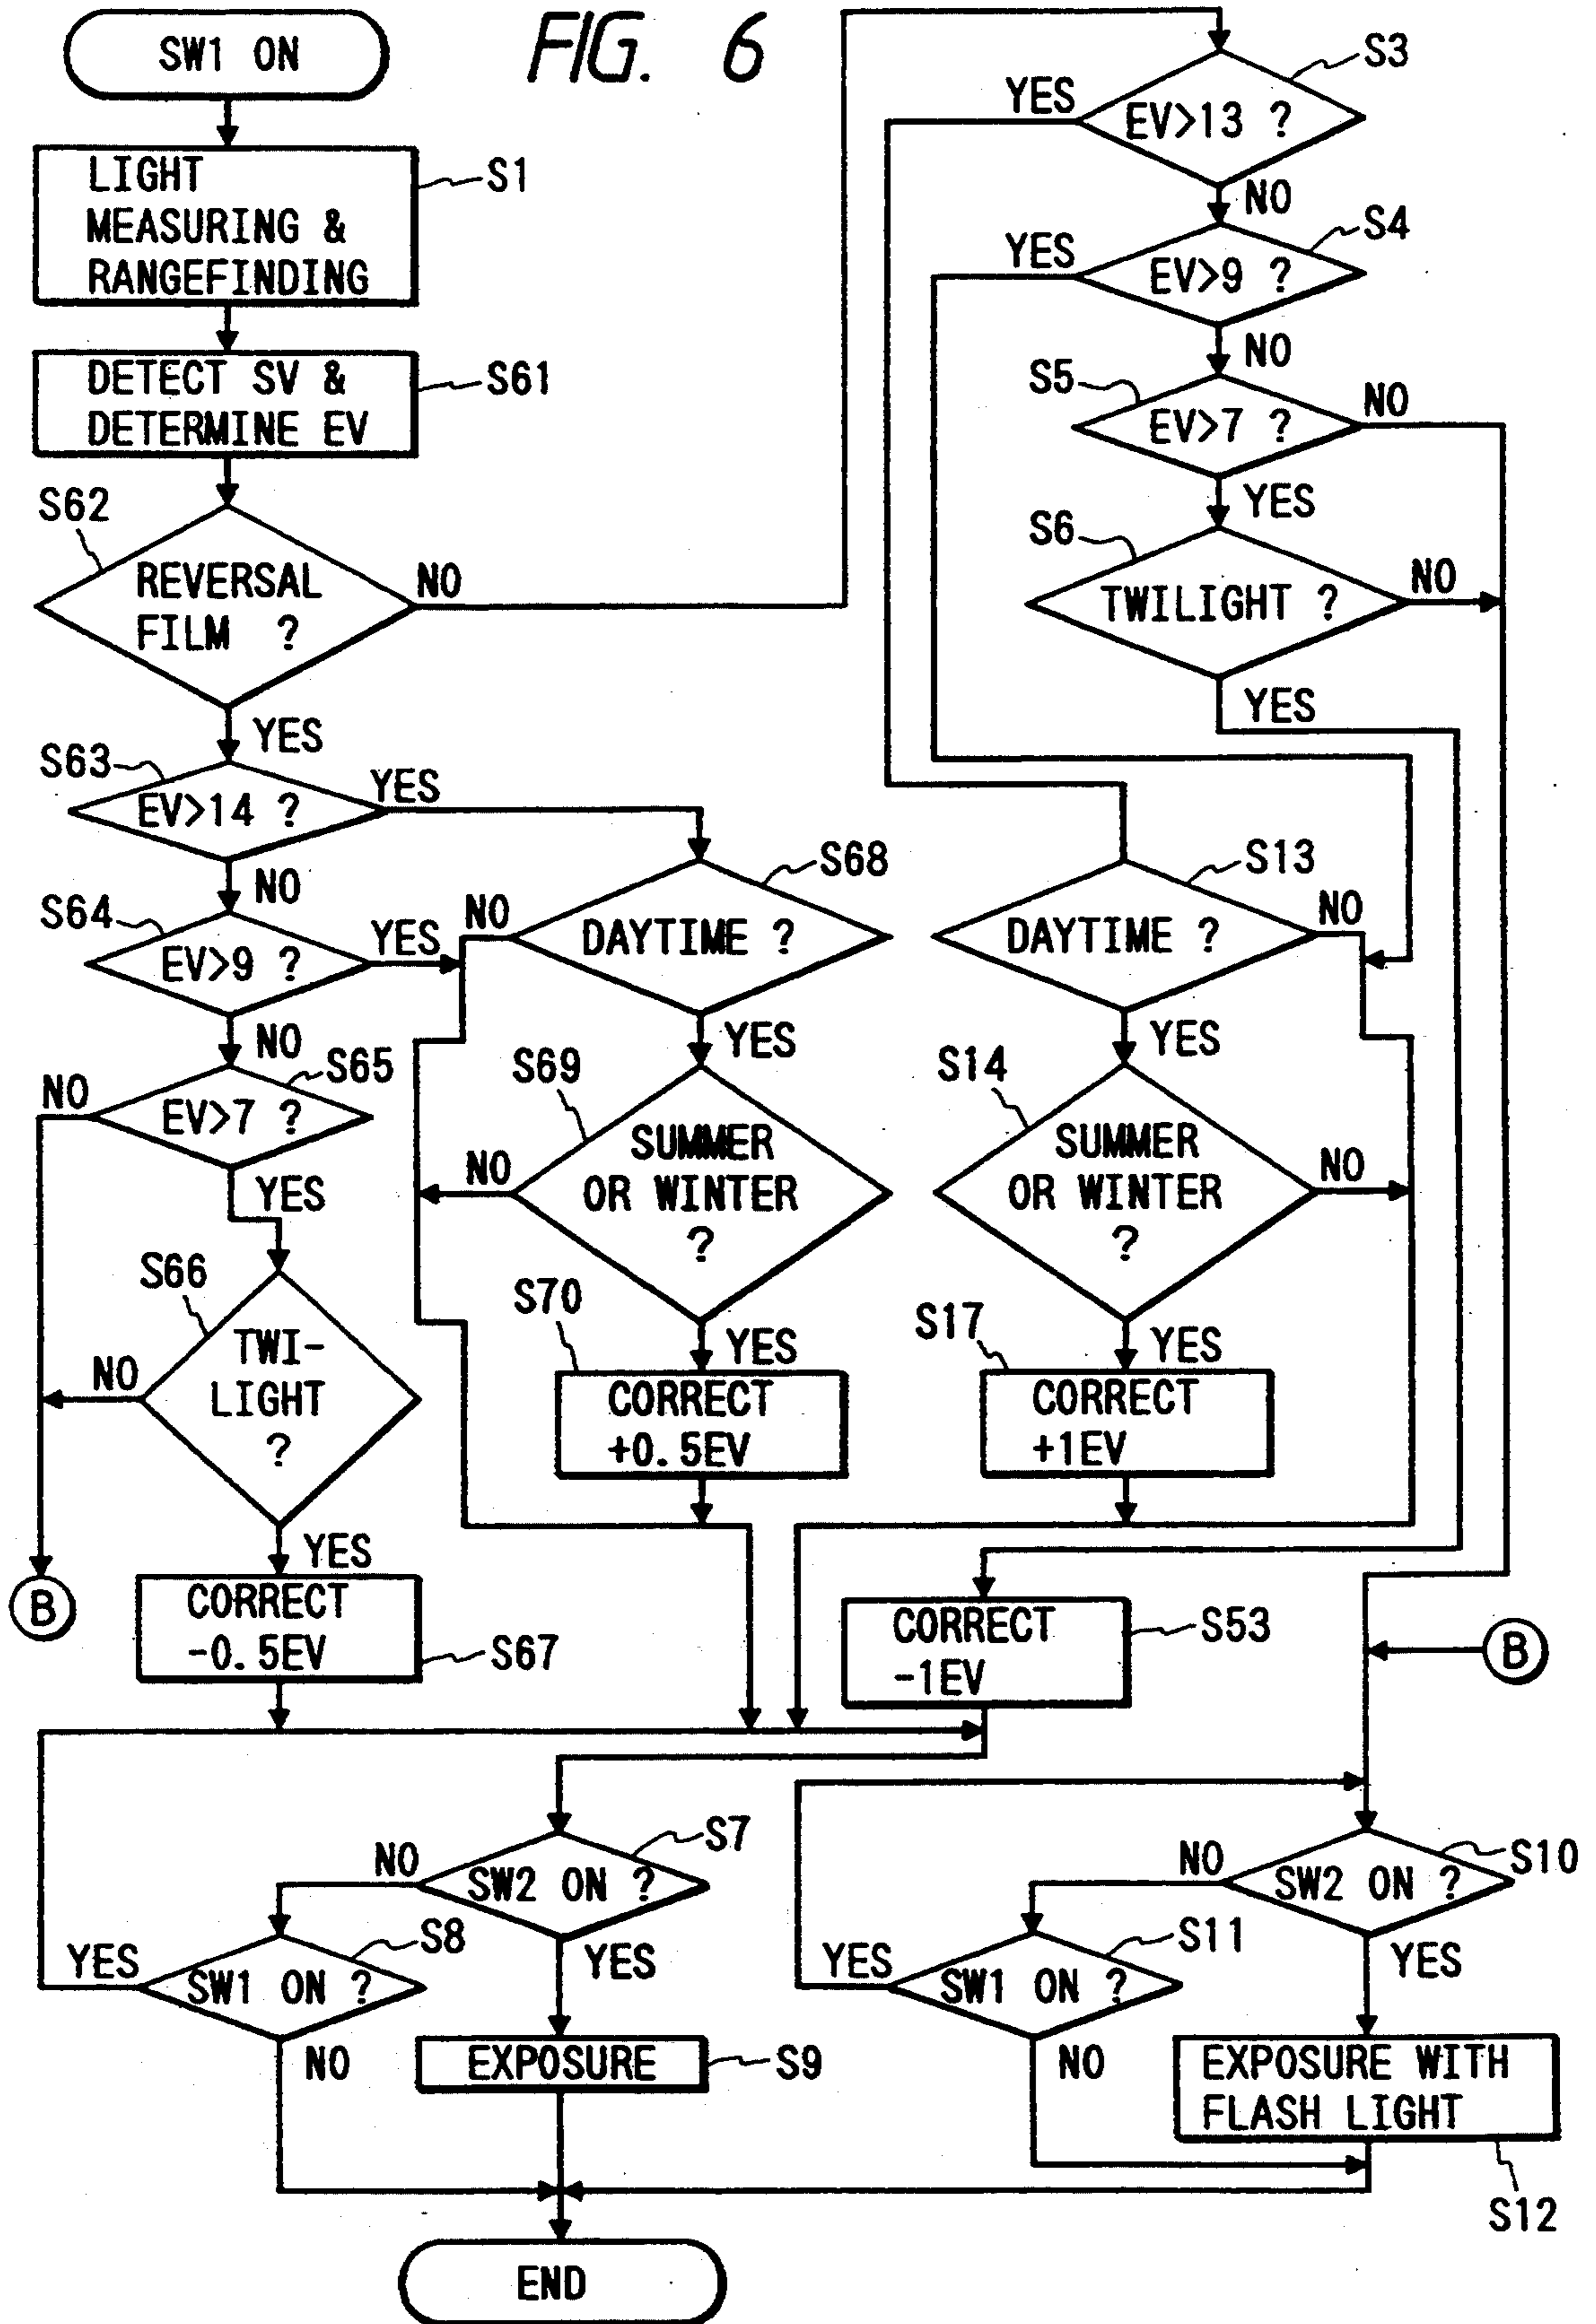 FIG. 6
SW1 ON
LIGHT
MEASURING &
RANGEFINDING
S1
DETECT SV &
DETERMINE EV
S61
S62
REVERSAL
FILM ?
NO
YES
S63
EV>14 ?
YES
NO
S64
EV>9 ?
YES
NO
S65
EV>7 ?
NO
YES
S66
TWI-
LIGHT
?
NO
YES
B
CORRECT
-0.5EV
S67
S68
DAYTIME ?
NO
YES
S69
SUMMER
OR WINTER
?
NO
YES
S70
CORRECT
+0.5EV
S3
EV>13 ?
YES
NO
S4
EV>9 ?
YES
NO
S5
EV>7 ?
NO
YES
S6
TWILIGHT ?
NO
YES
S13
DAYTIME ?
NO
YES
S14
SUMMER
OR WINTER
?
NO
YES
S17
CORRECT
+1EV
CORRECT
-1EV
S53
B
S7
SW2 ON ?
NO
YES
S8
SW1 ON ?
YES
NO
EXPOSURE
S9
S10
SW2 ON ?
NO
YES
S11
SW1 ON ?
YES
NO
EXPOSURE WITH
FLASH LIGHT
S12
END